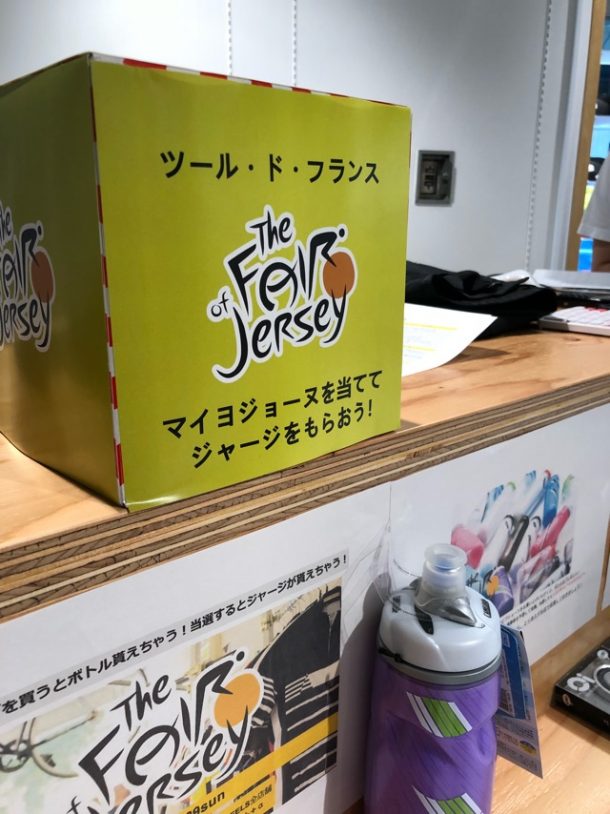 ツール・ド・フランス
The
FAIR
of
Jersey
マイヨジョーヌを当てて
ジャージをもらおう!
The
を買うとボトル貰えちゃう!当選するとジャージが貰えちゃう!
The
FAIR
of
Jersey